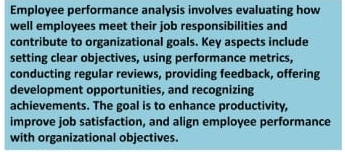 Employee performance analysis involves evaluating how
well employees meet their job responsibilities and
contribute to organizational goals. Key aspects include
setting clear objectives, using performance metrics,
conducting regular reviews, providing feedback, offering
development opportunities, and recognizing
achievements. The goal is to enhance productivity,
improve job satisfaction, and align employee performance
with organizational objectives.